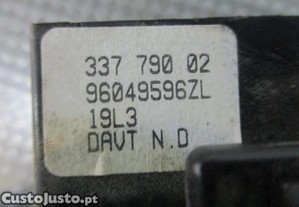 337 790 02
96049596ZL
19L3
DAVT N.D
CustoJusto.pt